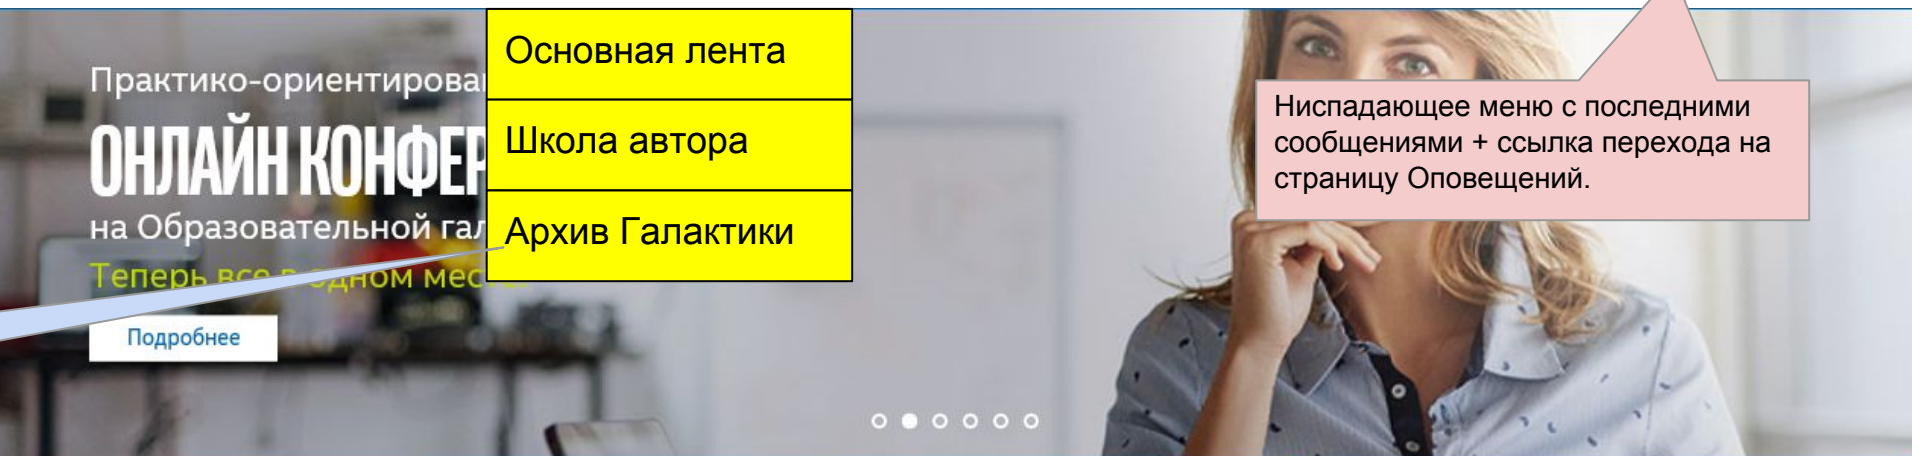 Практико-ориентирова
ОНЛАЙН КОНФЕР
на Образовательной гал
Теперь все в одном мес
Подробнее
Основная лента
Школа автора
Архив Галактики
Ниспадающее меню с последними
сообщениями + ссылка перехода на
страницу Оповещений.